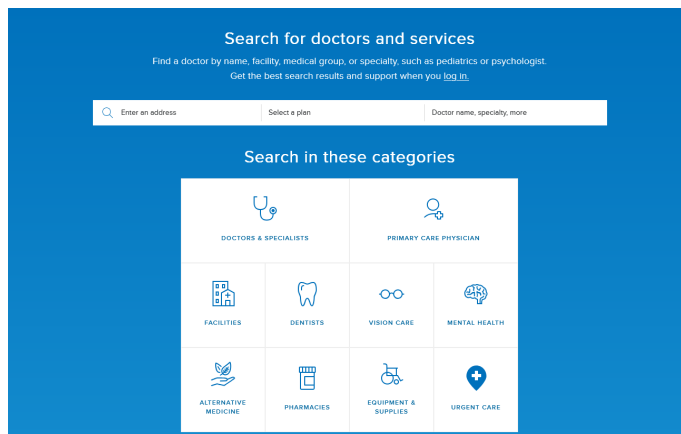 Search for doctors and services
Find a doctor by name, facility, medical group, or specialty, such as pediatrics or psychologist.
Get the best search results and support when you log in.
Enter an address
Select a plan
Doctor name, specialty, more
Search in these categories
DOCTORS & SPECIALISTS
PRIMARY CARE PHYSICIAN
FACILITIES
DENTISTS
VISION CARE
MENTAL HEALTH
ALTERNATIVE
MEDICINE
PHARMACIES
EQUIPMENT &
SUPPLIES
URGENT CARE